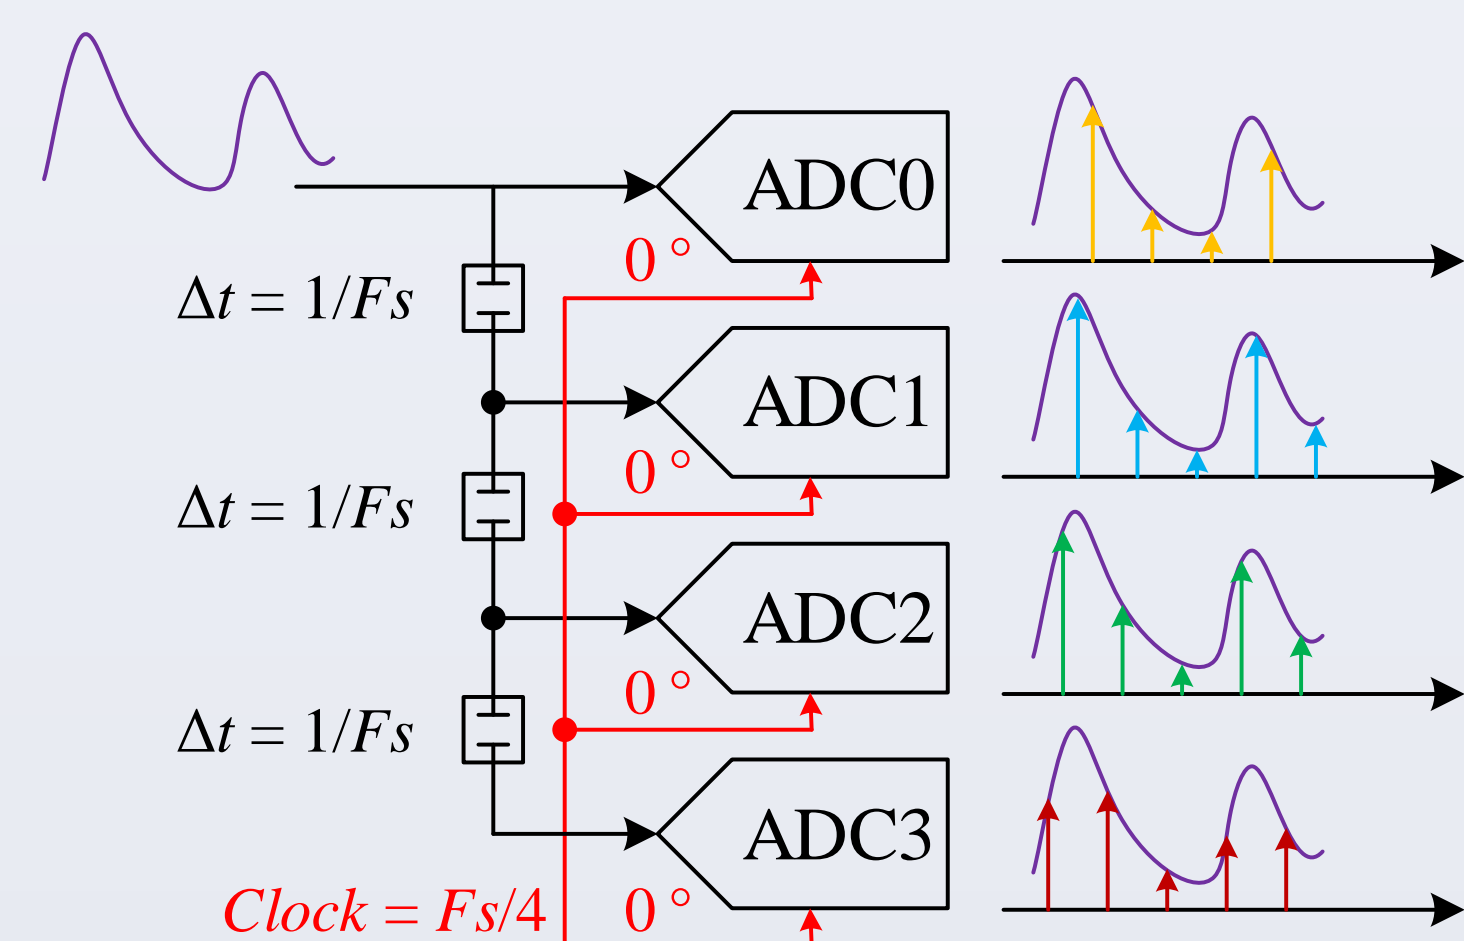 ADC0
0 °
Δt = 1/Fs
ADC1
0 °
Δt = 1/Fs
ADC2
0 °
Δt = 1/Fs
ADC3
Clock = Fs/4
0 °